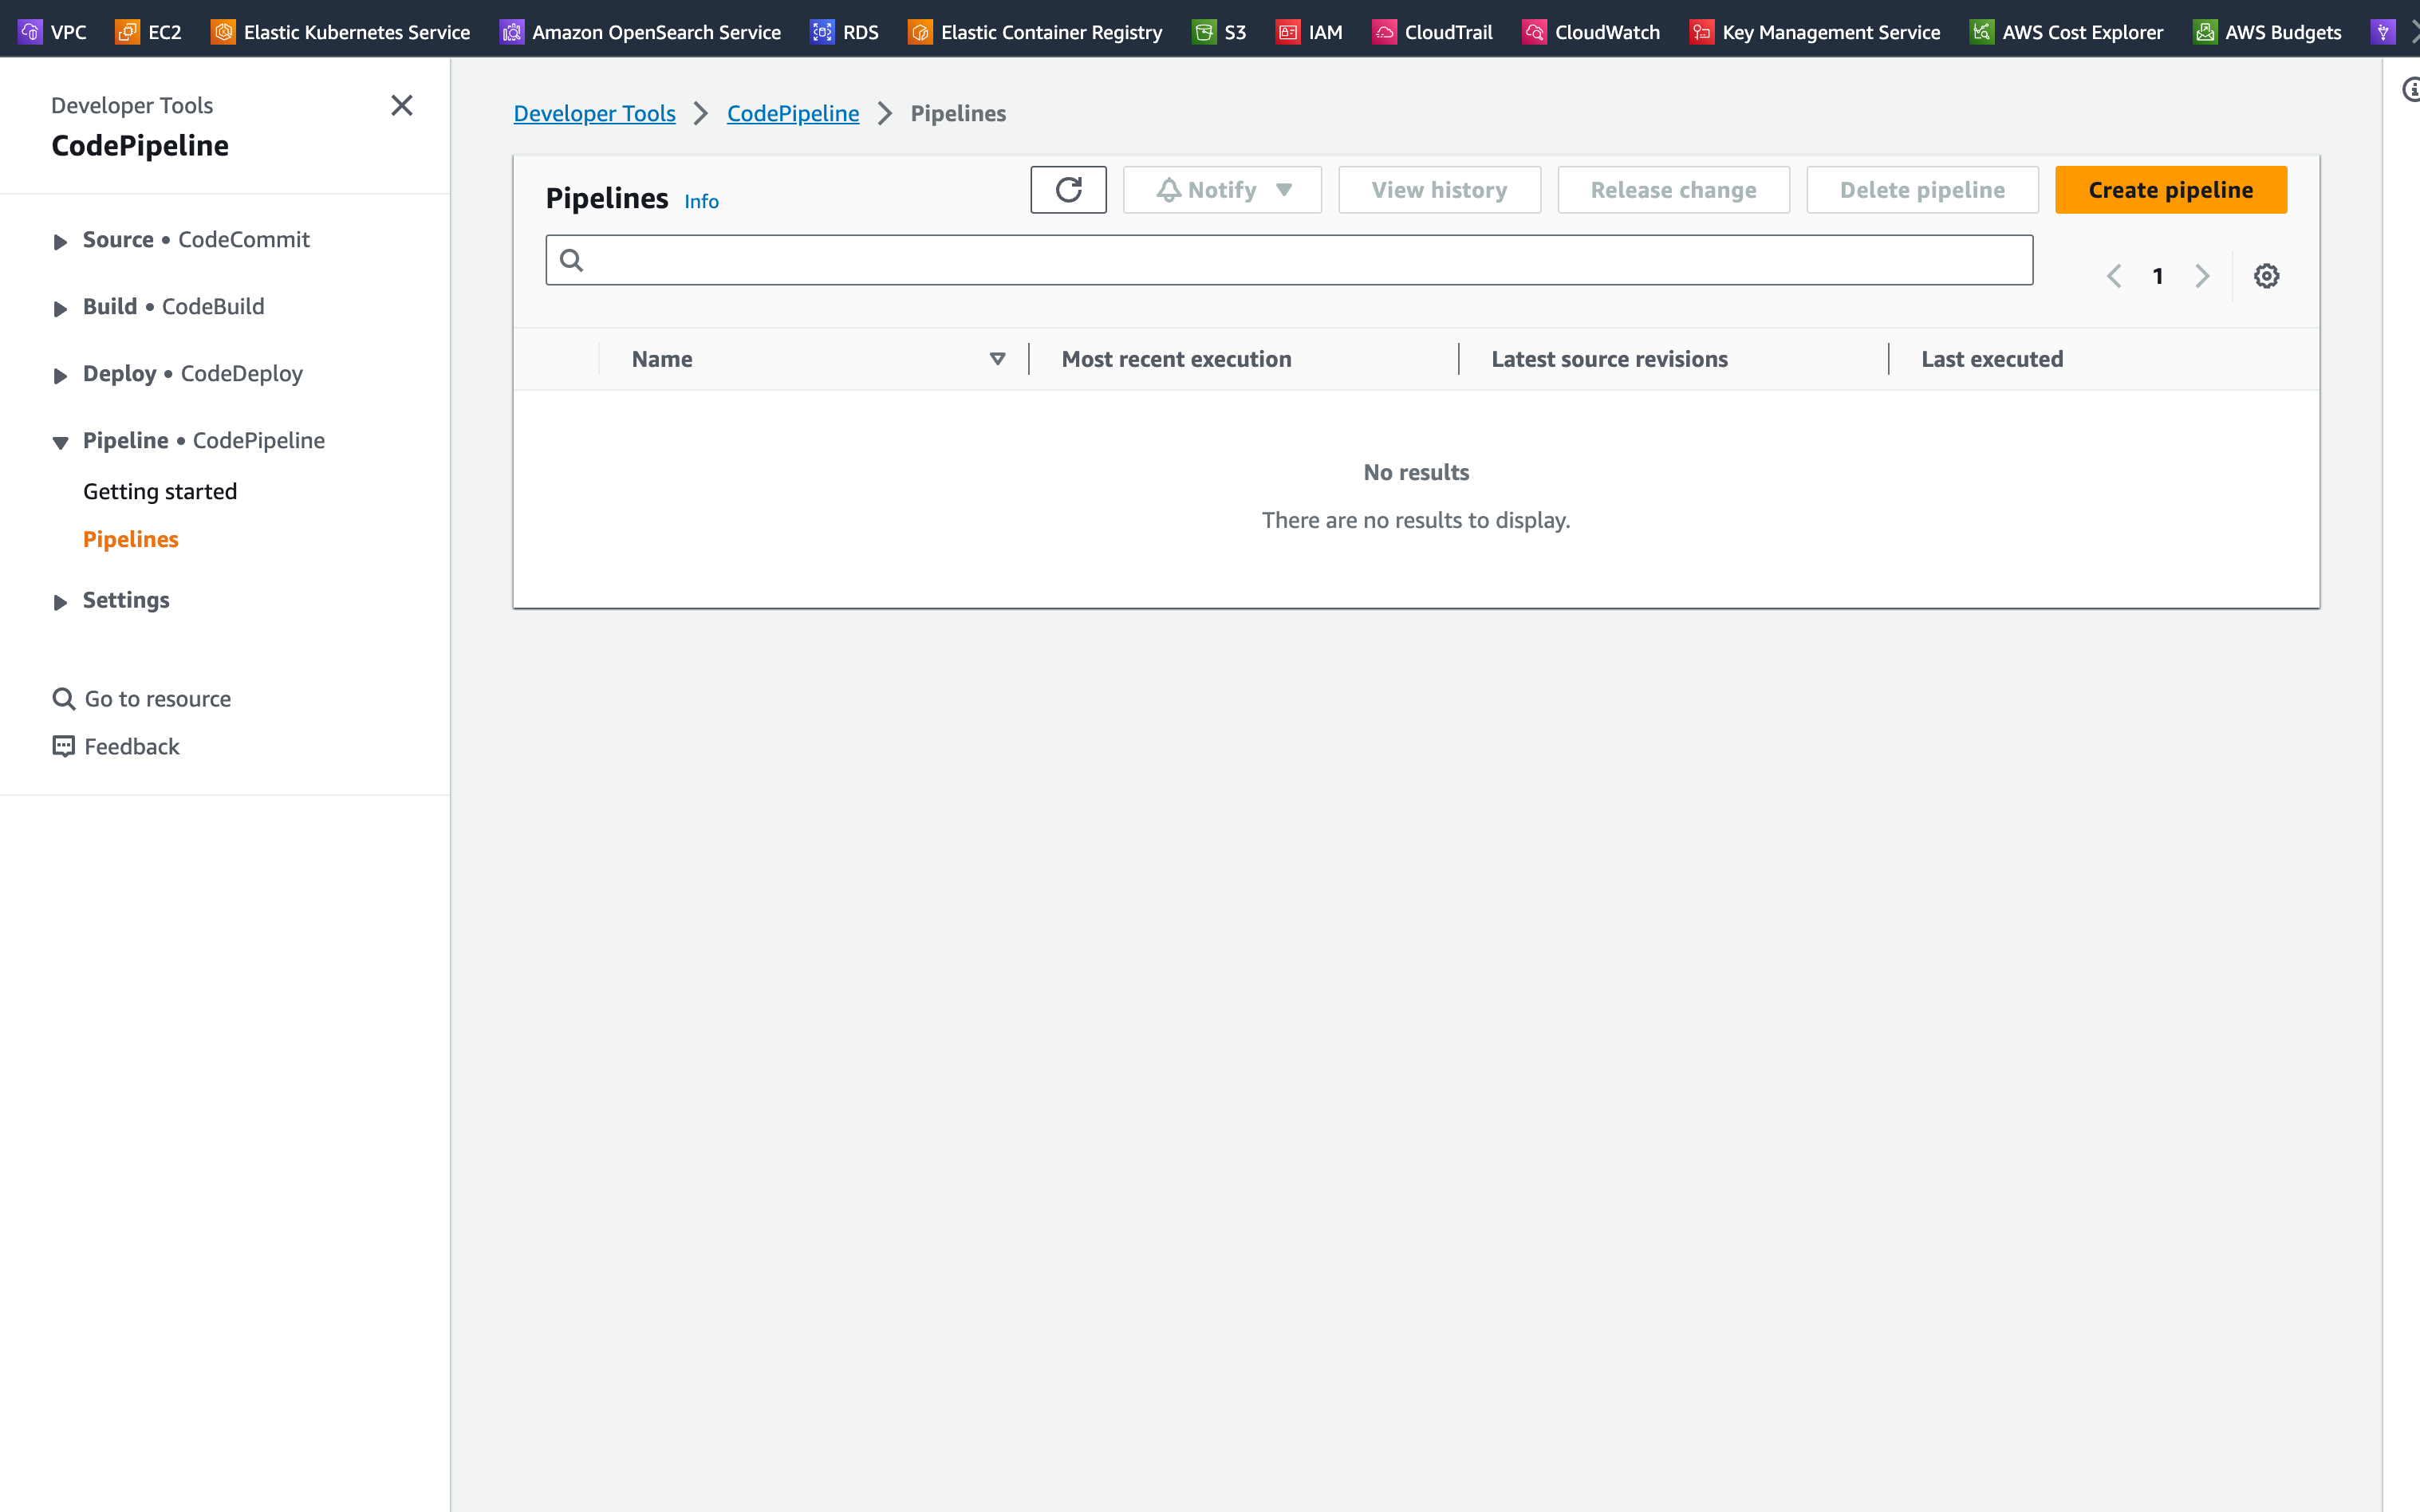 VPC EC2 Elastic Kubernetes Service Amazon OpenSearch Service RDS Elastic Container Registry S3 IAM CloudTrail CloudWatch Key Management Service AWS Cost Explorer AWS Budgets
Developer Tools
CodePipeline
Source • CodeCommit
Build • CodeBuild
Deploy • CodeDeploy
Pipeline • CodePipeline
Getting started
Pipelines
Settings
Go to resource
Feedback
Developer Tools CodePipeline Pipelines
Pipelines Info Notify View history Release change Delete pipeline Create pipeline
1
Name Most recent execution Latest source revisions Last executed
No results
There are no results to display.